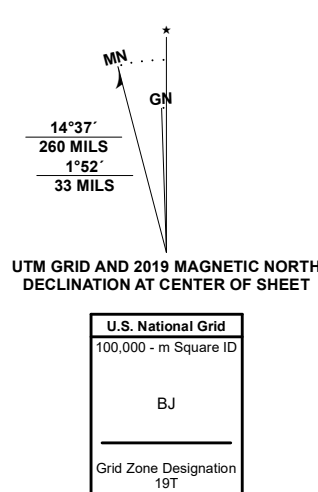 ★
MN
GN
14°37´
260 MILS
1°52´
33 MILS
UTM GRID AND 2019 MAGNETIC NORTH
DECLINATION AT CENTER OF SHEET
U.S. National Grid
100,000 - m Square ID
BJ
Grid Zone Designation
19T